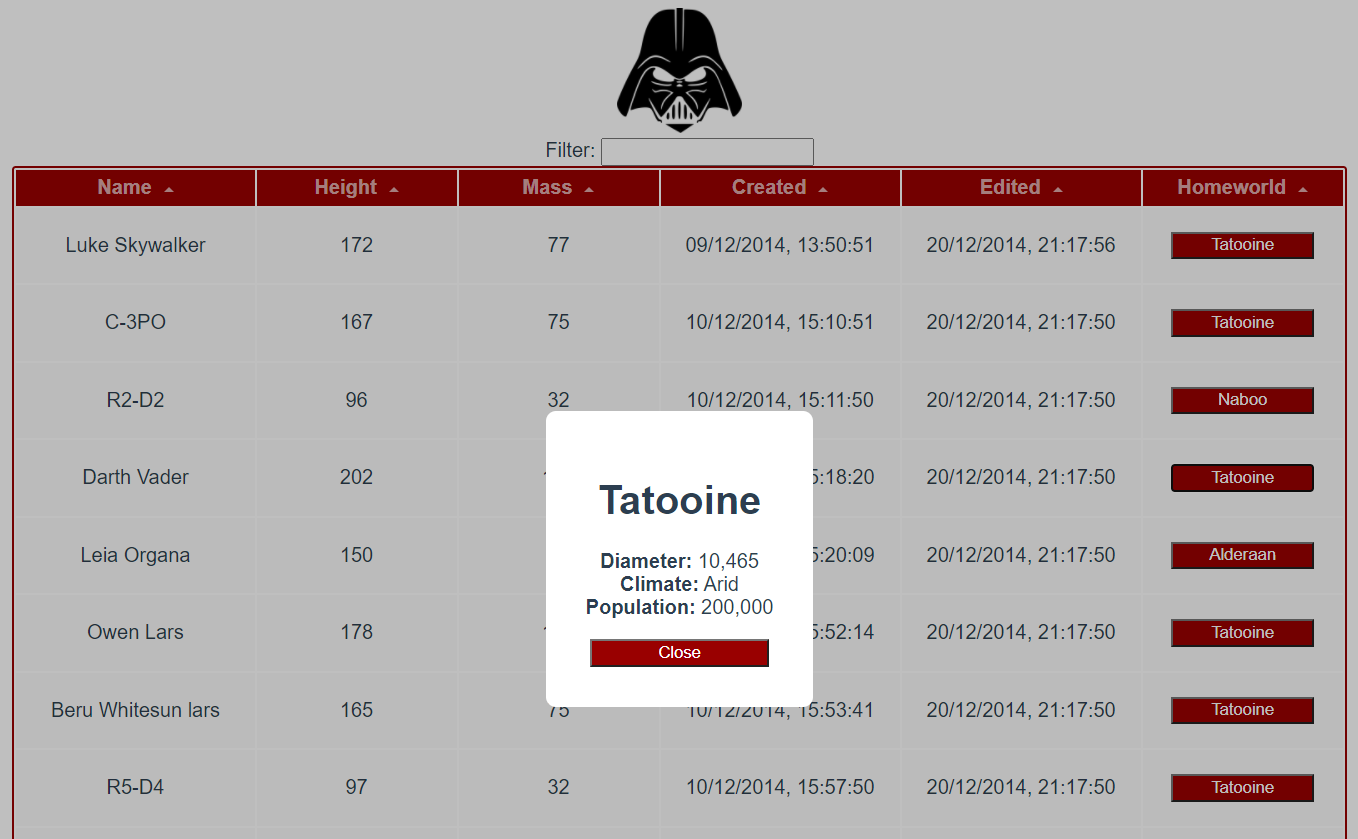 Filter:
Name Height Mass Created Edited Homeworld
Luke Skywalker 172 77 09/12/2014, 13:50:51 20/12/2014, 21:17:56 Tatooine
C-3PO 167 75 10/12/2014, 15:10:51 20/12/2014, 21:17:50 Tatooine
R2-D2 96 32 10/12/2014, 15:11:50 20/12/2014, 21:17:50 Naboo
Darth Vader 202 5:18:20 20/12/2014, 21:17:50 Tatooine
Tatooine
Leia Organa 150 5:20:09 20/12/2014, 21:17:50 Alderaan
Diameter: 10,465
Climate: Arid
Population: 200,000
Owen Lars 178 5:52:14 20/12/2014, 21:17:50 Tatooine
Close
Beru Whitesun lars 165 75 10/12/2014, 15:53:41 20/12/2014, 21:17:50 Tatooine
R5-D4 97 32 10/12/2014, 15:57:50 20/12/2014, 21:17:50 Tatooine